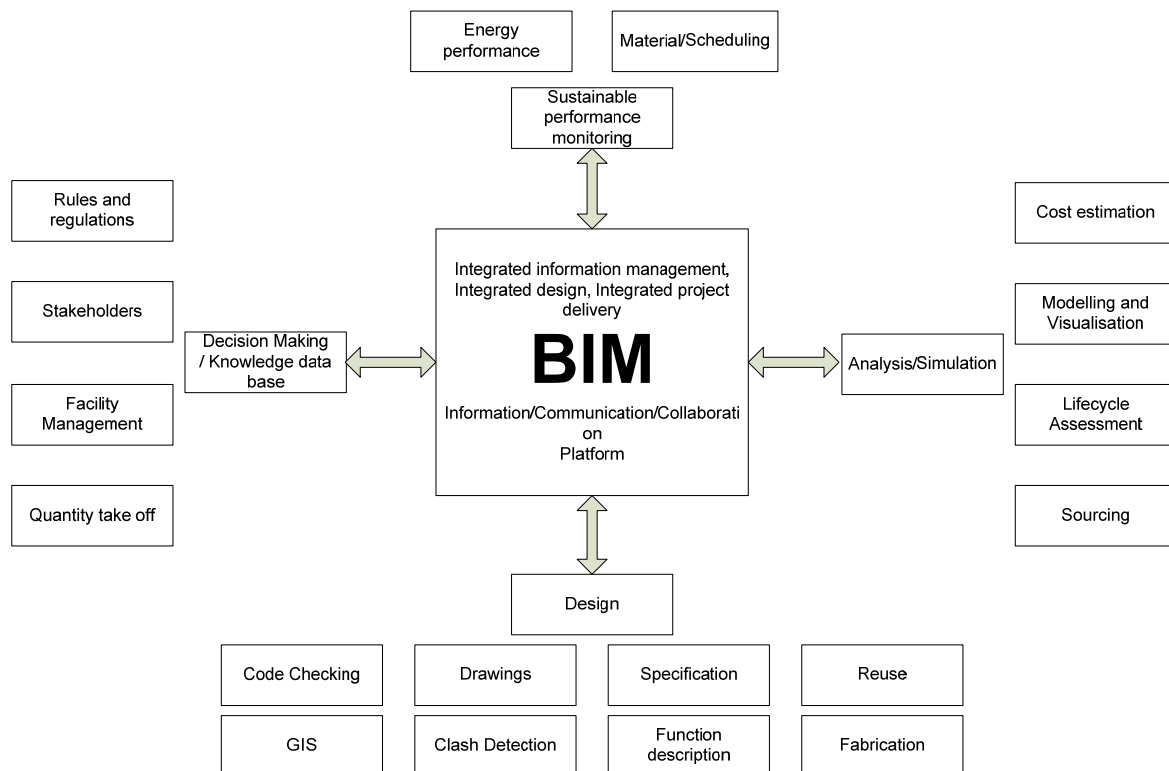 Energy
performance
Material/Scheduling
Sustainable
performance
monitoring
Rules and
regulations
Stakeholders
Decision Making
/ Knowledge data
base
Facility
Management
Quantity take off
Integrated information management,
Integrated design, Integrated project
delivery
BIM
Information/Communication/Collaborati
on
Platform
Analysis/Simulation
Cost estimation
Modelling and
Visualisation
Lifecycle
Assessment
Sourcing
Design
Code Checking
Drawings
Specification
Reuse
GIS
Clash Detection
Function
description
Fabrication